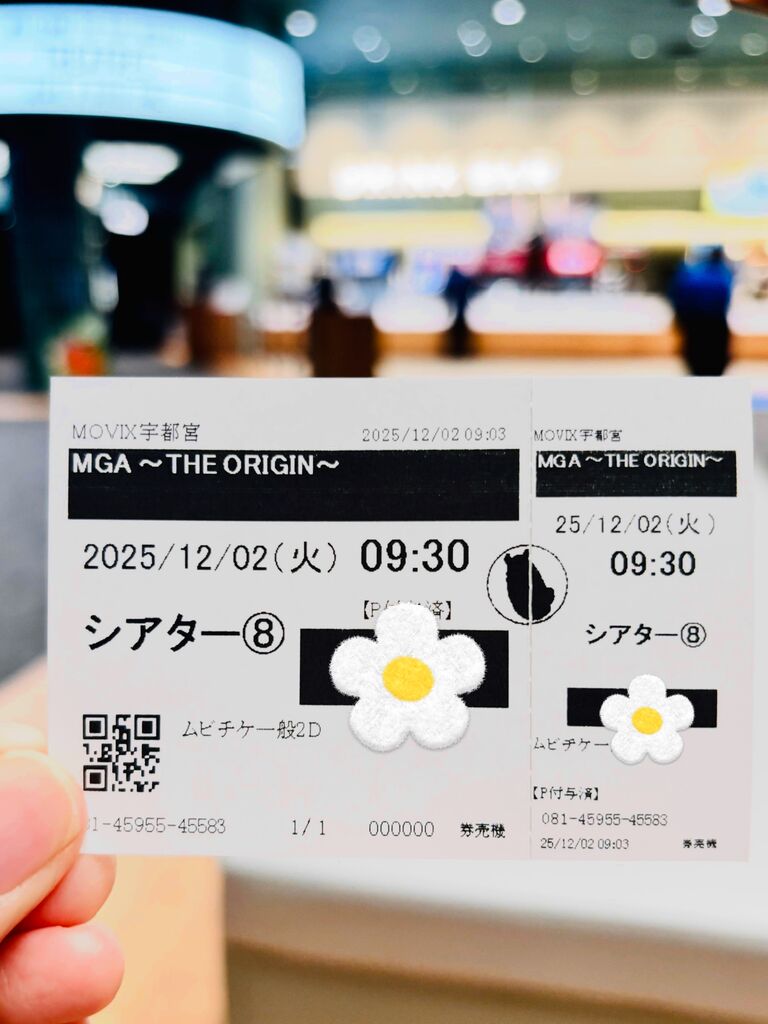 MOVIX宇都宮 2025/12/02 09:03
MGA ～THE ORIGIN～
2025/12/02(火) 09:30
シアター⑧
ムビチケ一般2D
1-45955-45583 1/1 000000 券売機
MOVIX宇都宮
MGA ～THE ORIGIN～
25/12/02(火)
09:30
シアター⑧
ムビチケ一
【P付与済】
081-45955-45583
25/12/02 09:03 券売機